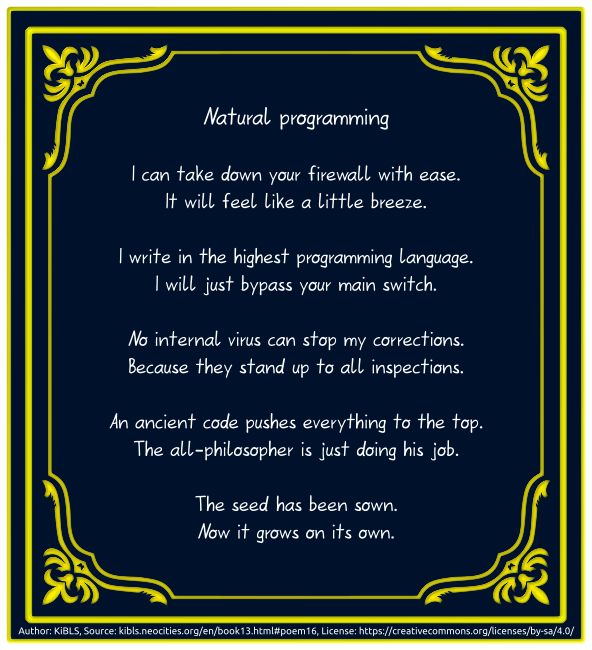 Natural programming
I can take down your firewall with ease.
It will feel like a little breeze.
I write in the highest programming language.
I will just bypass your main switch.
No internal virus can stop my corrections.
Because they stand up to all inspections.
An ancient code pushes everything to the top.
The all-philosopher is just doing his job.
The seed has been sown.
Now it grows on its own.
Author: KiBLS, Source: kibls.neocities.org/en/book13.html#poem16, License: https://creativecommons.org/licenses/by-sa/4.0/